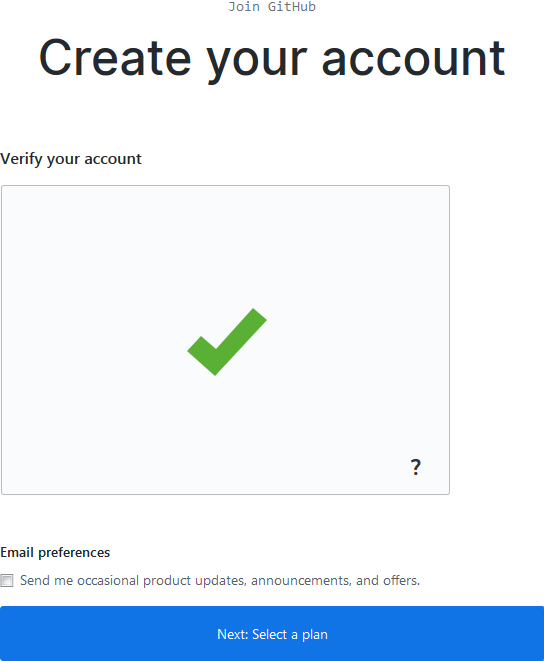 Join GitHub
Create your account
Verify your account
?
Email preferences
Send me occasional product updates, announcements, and offers.
Next: Select a plan